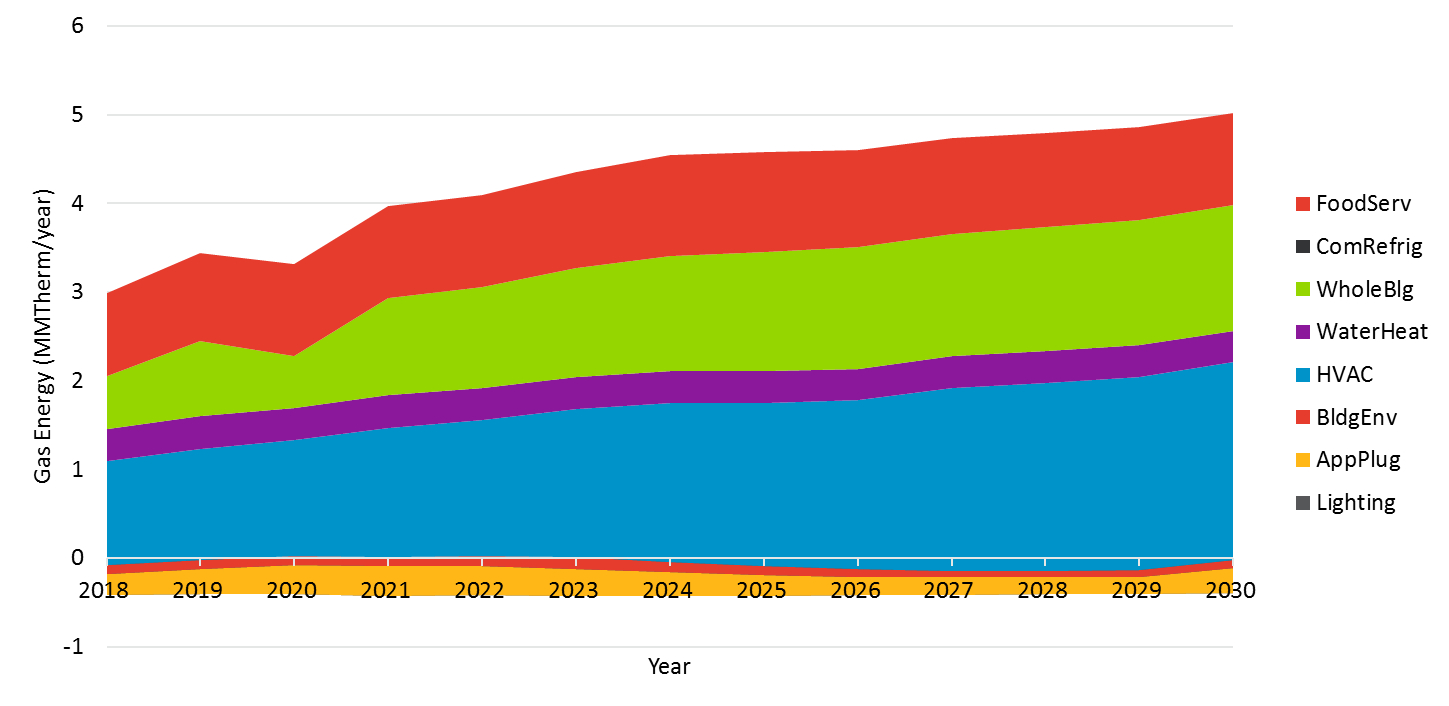 6
5
4
3
2
1
0
-1
Gas Energy (MMTherm/year)
2018 2019 2020 2021 2022 2023 2024 2025 2026 2027 2028 2029 2030
Year
FoodServ
ComRefrig
WholeBlg
WaterHeat
HVAC
BldgEnv
AppPlug
Lighting